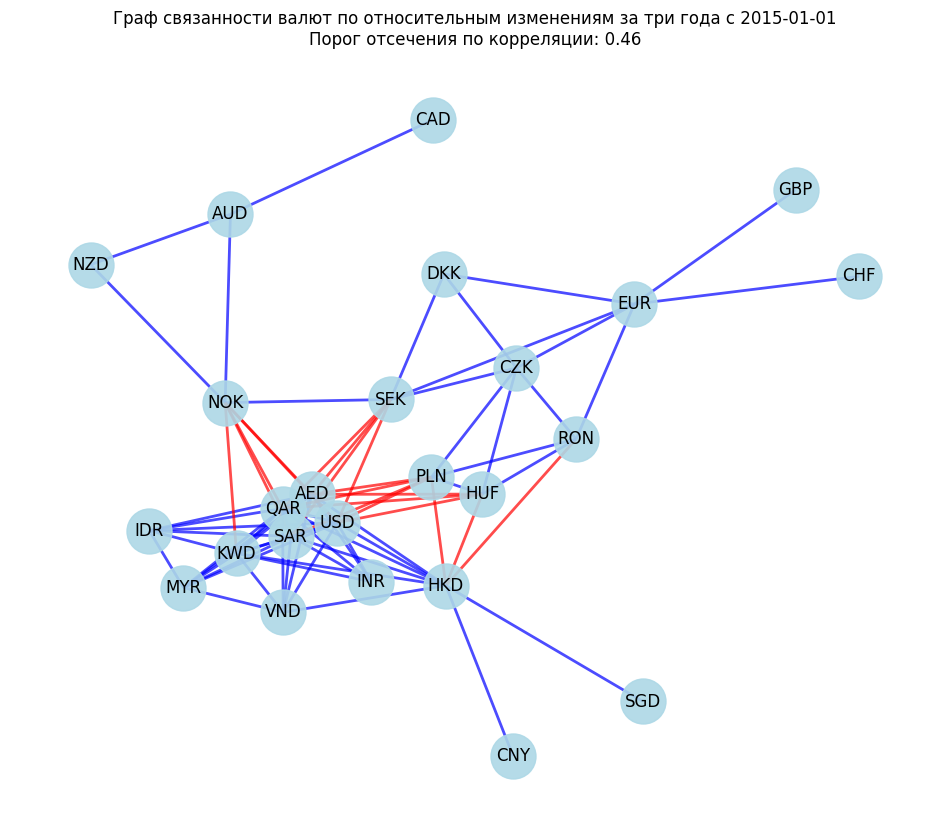 Граф связанности валют по относительным изменениям за три года с 2015-01-01
Порог отсечения по корреляции: 0.46
CAD
GBP
AUD
NZD
DKK
CHF
EUR
CZK
NOK
SEK
RON
PLN
AED
HUF
QAR
USD
IDR
SAR
KWD
INR
MYR
HKD
VND
SGD
CNY